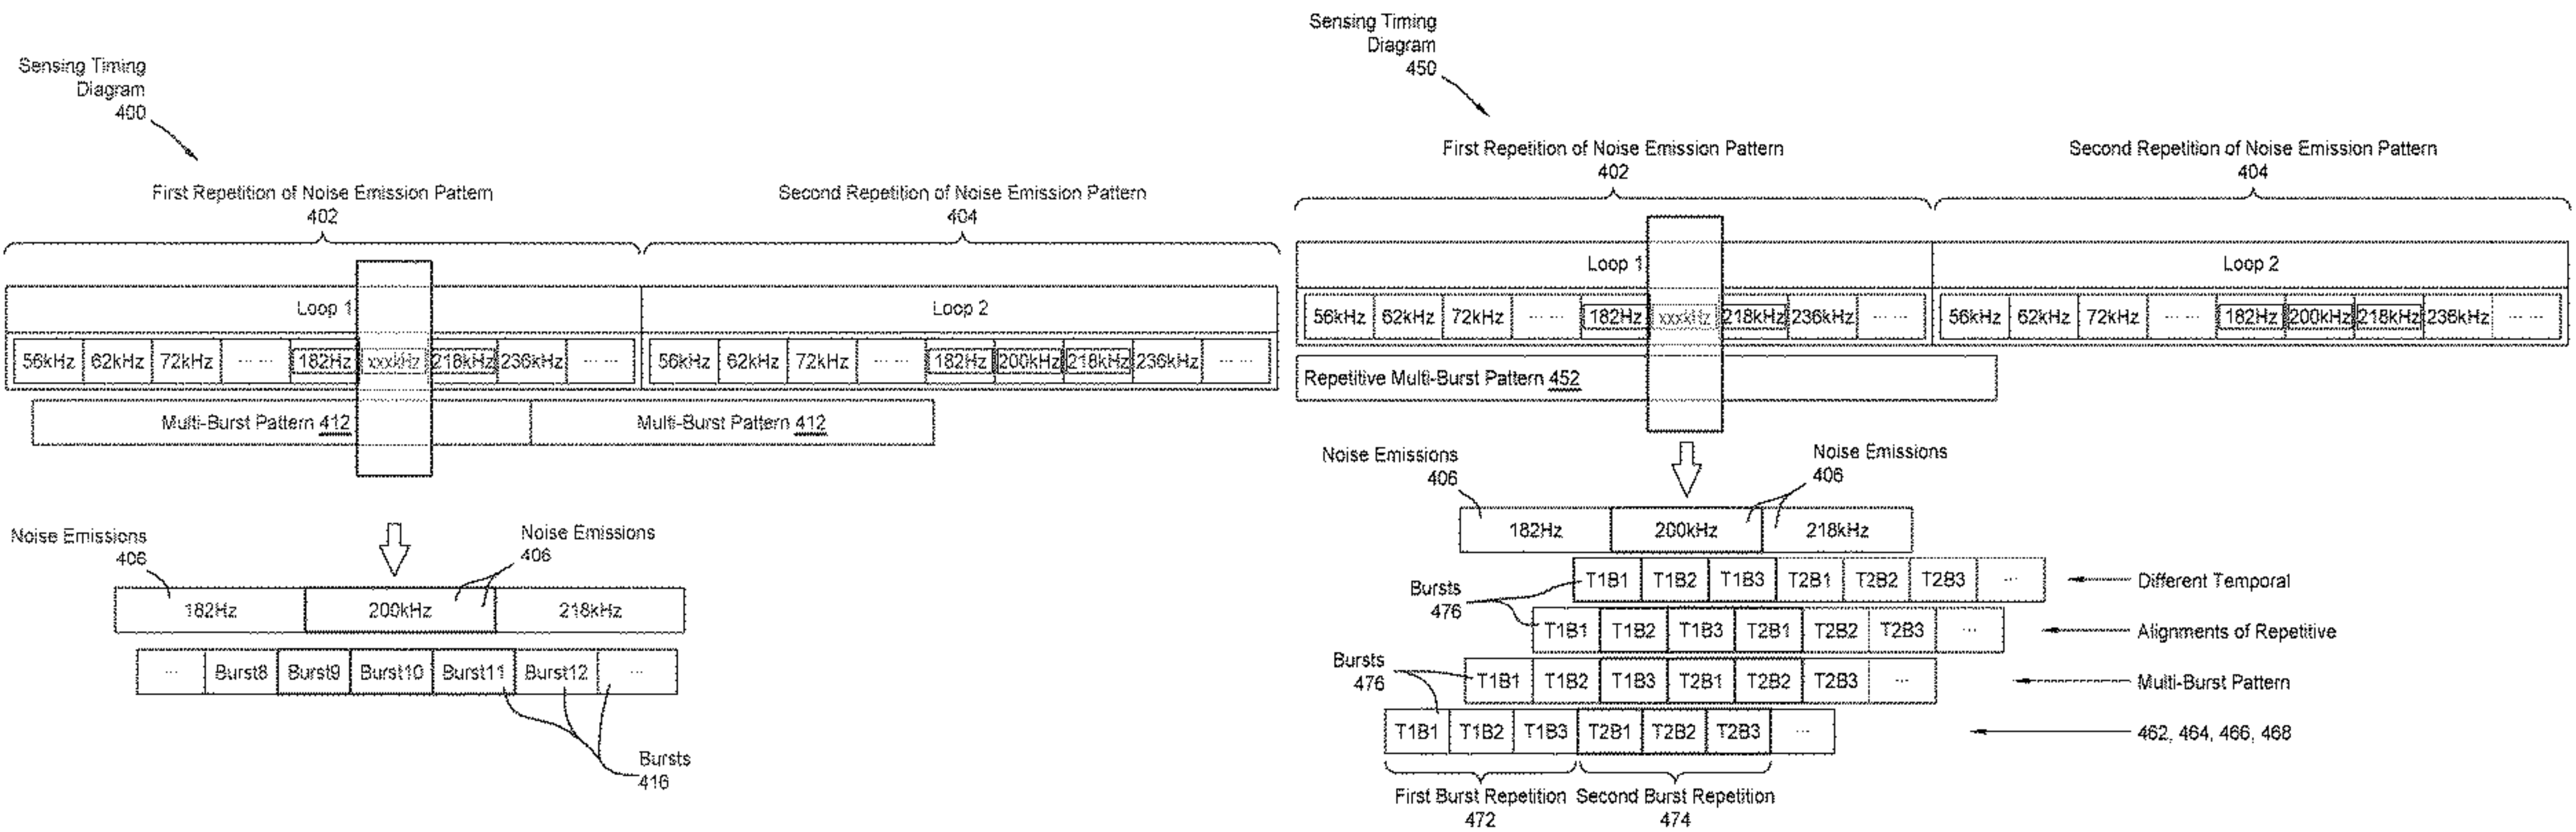 Sensing Timing
Diagram
400
First Repetition of Noise Emission Pattern
402
Second Repetition of Noise Emission Pattern
404
Loop 1
Loop 2
56kHz 62kHz 72kHz ... ... 182Hz xxxkHz 218kHz 236kHz ... ...
56kHz 62kHz 72kHz ... ... 182Hz 200kHz 218kHz 236kHz ... ...
Multi-Burst Pattern 412
Multi-Burst Pattern 412
Noise Emissions
406
Noise Emissions
406
182Hz 200kHz 218kHz
... Burst8 Burst9 Burst10 Burst11 Burst12 ...
Bursts
416
Sensing Timing
Diagram
450
First Repetition of Noise Emission Pattern
402
Second Repetition of Noise Emission Pattern
404
Loop 1
Loop 2
56kHz 62kHz 72kHz ... ... 182Hz xxxkHz 218kHz 236kHz ... ...
56kHz 62kHz 72kHz ... ... 182Hz 200kHz 218kHz 236kHz ... ...
Repetitive Multi-Burst Pattern 452
Noise Emissions
406
Noise Emissions
406
182Hz 200kHz 218kHz
Bursts
476
T1B1 T1B2 T1B3 T2B1 T2B2 T2B3 ...
Different Temporal
T1B1 T1B2 T1B3 T2B1 T2B2 T2B3 ...
Alignments of Repetitive
Bursts
476
T1B1 T1B2 T1B3 T2B1 T2B2 T2B3 ...
Multi-Burst Pattern
T1B1 T1B2 T1B3 T2B1 T2B2 T2B3 ...
462, 464, 466, 468
First Burst Repetition
472
Second Burst Repetition
474